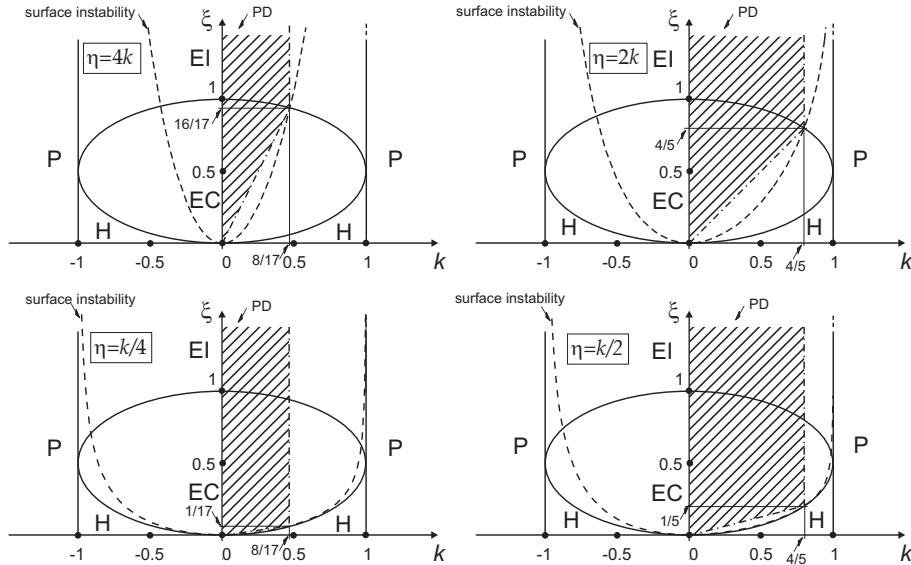 surface instability
ξ
PD
η=4k
EI
1
16/17
P
P
0.5
EC
H
H
-1
-0.5
0
8/17
0.5
1
k
surface instability
ξ
PD
η=2k
EI
1
4/5
P
P
0.5
EC
H
H
-1
-0.5
0
0.5
4/5
1
k
surface instability
ξ
PD
η=k/4
EI
1
P
P
0.5
EC
1/17
H
H
-1
-0.5
0
8/17
0.5
1
k
surface instability
ξ
PD
η=k/2
EI
1
P
P
0.5
EC
1/5
H
H
-1
-0.5
0
0.5
4/5
1
k